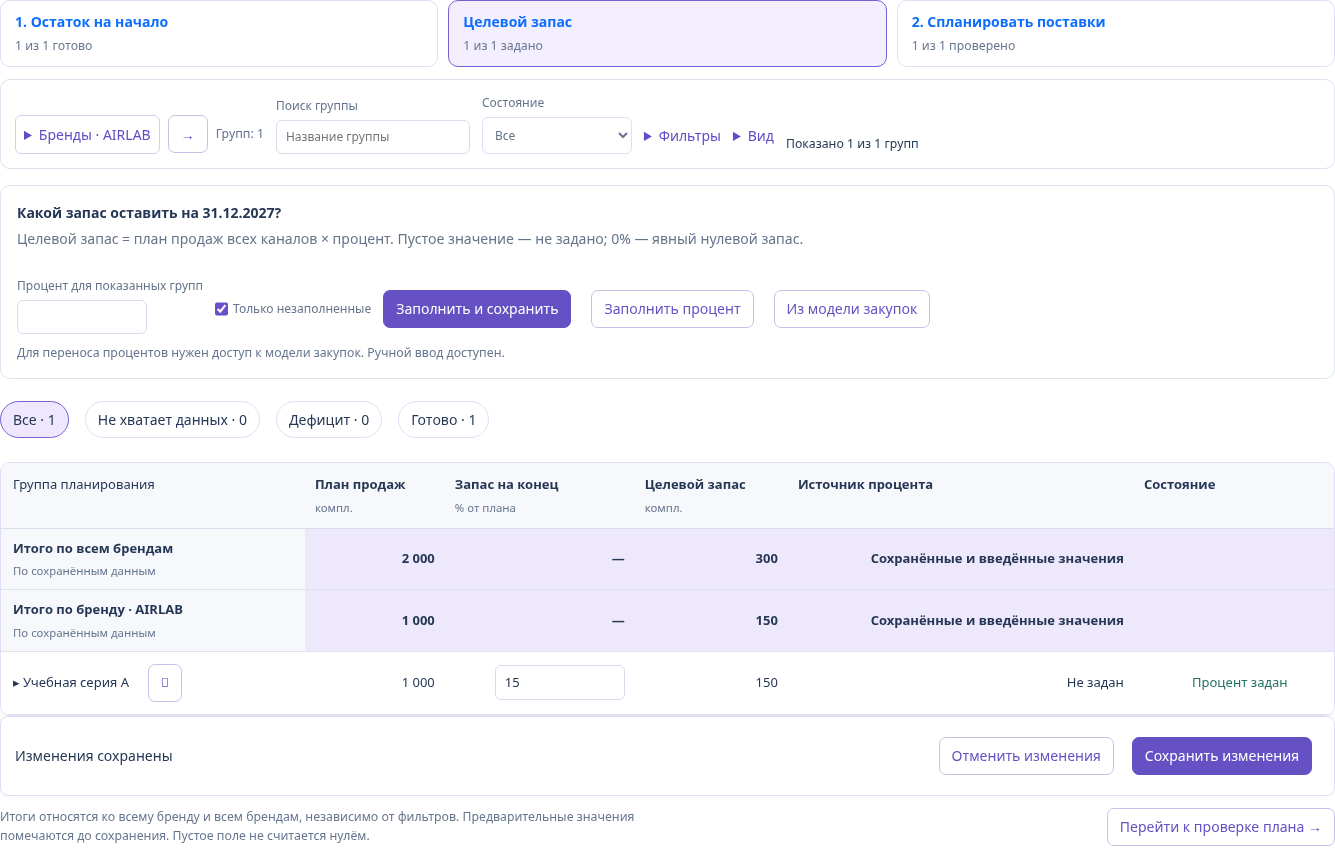 1. Остаток на начало
1 из 1 готово
Целевой запас
1 из 1 задано
2. Спланировать поставки
1 из 1 проверено
▶ Бренды · AIRLAB
→
Групп: 1
Поиск группы
Название группы
Состояние
Все
▶ Фильтры
▶ Вид
Показано 1 из 1 групп
Какой запас оставить на 31.12.2027?
Целевой запас = план продаж всех каналов × процент. Пустое значение — не задано; 0% — явный нулевой запас.
Процент для показанных групп
Только незаполненные
Заполнить и сохранить
Заполнить процент
Из модели закупок
Для переноса процентов нужен доступ к модели закупок. Ручной ввод доступен.
Все · 1
Не хватает данных · 0
Дефицит · 0
Готово · 1
Группа планирования
План продаж
компл.
Запас на конец
% от плана
Целевой запас
компл.
Источник процента
Состояние
Итого по всем брендам
По сохранённым данным
2 000
—
300
Сохранённые и введённые значения
Итого по бренду · AIRLAB
По сохранённым данным
1 000
—
150
Сохранённые и введённые значения
▸ Учебная серия А
1 000
15
150
Не задан
Процент задан
Изменения сохранены
Отменить изменения
Сохранить изменения
Итоги относятся ко всему бренду и всем брендам, независимо от фильтров. Предварительные значения
помечаются до сохранения. Пустое поле не считается нулём.
Перейти к проверке плана →